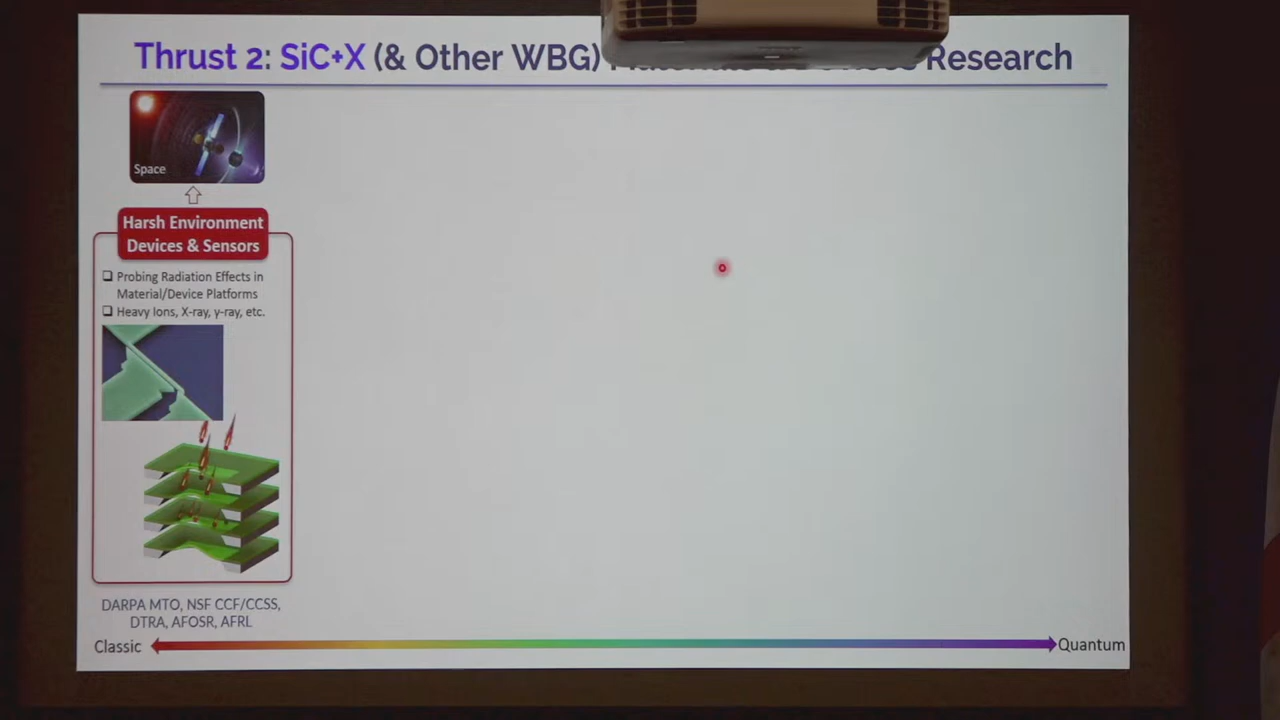 Thrust 2: SiC+X (& Other WBG) Research
Space
Harsh Environment
Devices & Sensors
❑ Probing Radiation Effects in
Material/Device Platforms
❑ Heavy Ions, X-ray, γ-ray, etc.
DARPA MTO, NSF CCF/CCSS,
DTRA, AFOSR, AFRL
Classic
Quantum